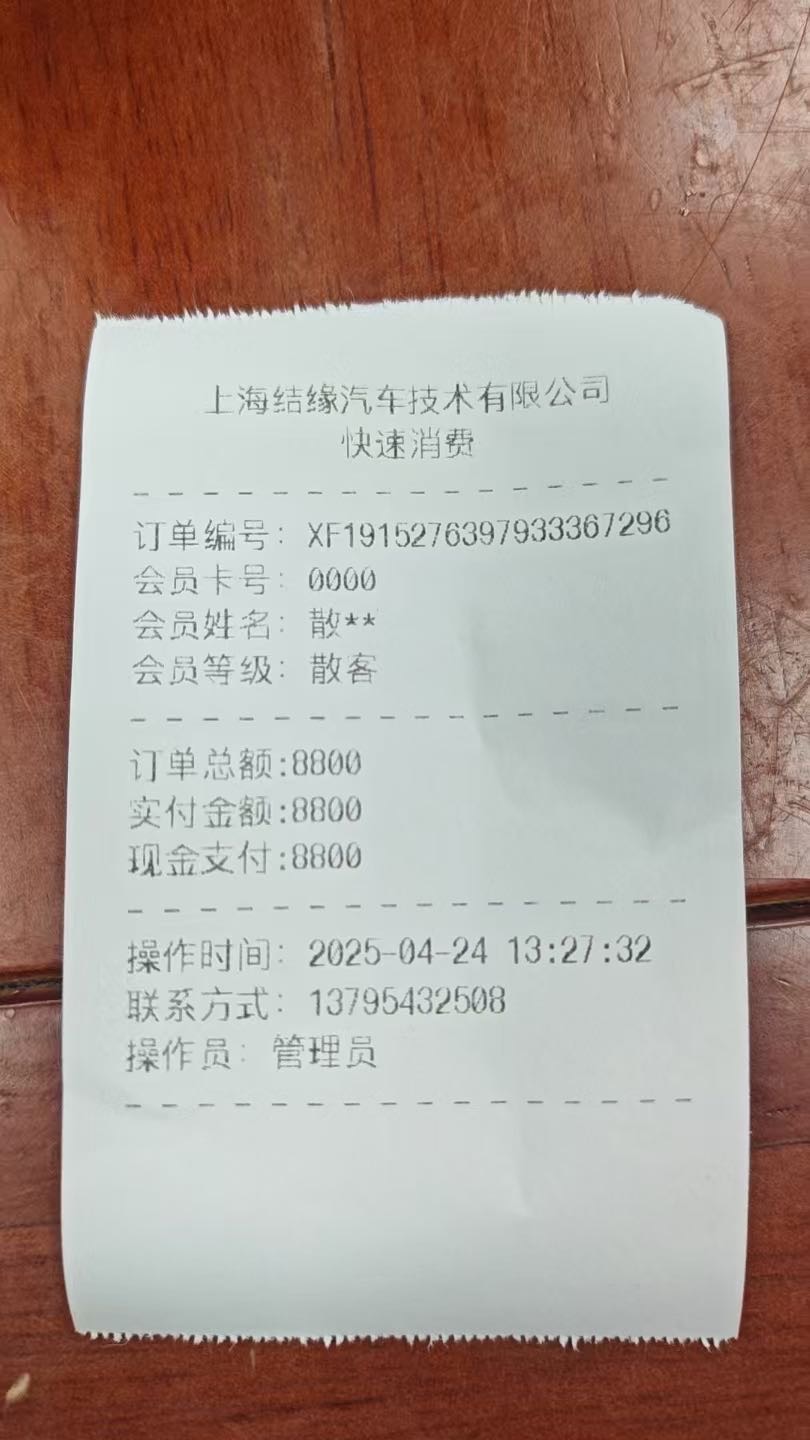 上海结缘汽车技术有限公司
快速消费
订单编号: XF1915276397933367296
会员卡号: 0000
会员姓名: 散**
会员等级: 散客
订单总额:8800
实付金额:8800
现金支付:8800
操作时间: 2025-04-24 13:27:32
联系方式: 13795432508
操作员: 管理员